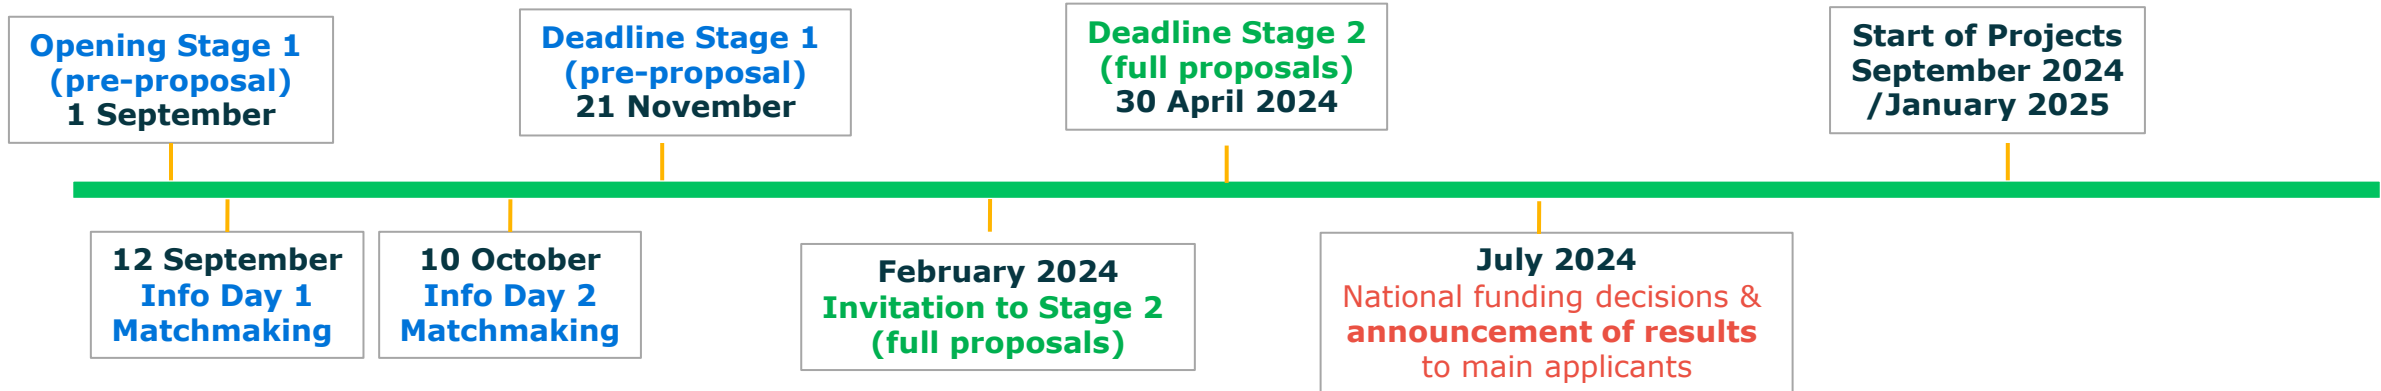 Opening Stage 1
(pre-proposal)
1 September
Deadline Stage 1
(pre-proposal)
21 November
Deadline Stage 2
(full proposals)
30 April 2024
Start of Projects
September 2024
/January 2025
12 September
Info Day 1
Matchmaking
10 October
Info Day 2
Matchmaking
February 2024
Invitation to Stage 2
(full proposals)
July 2024
National funding decisions &
announcement of results
to main applicants